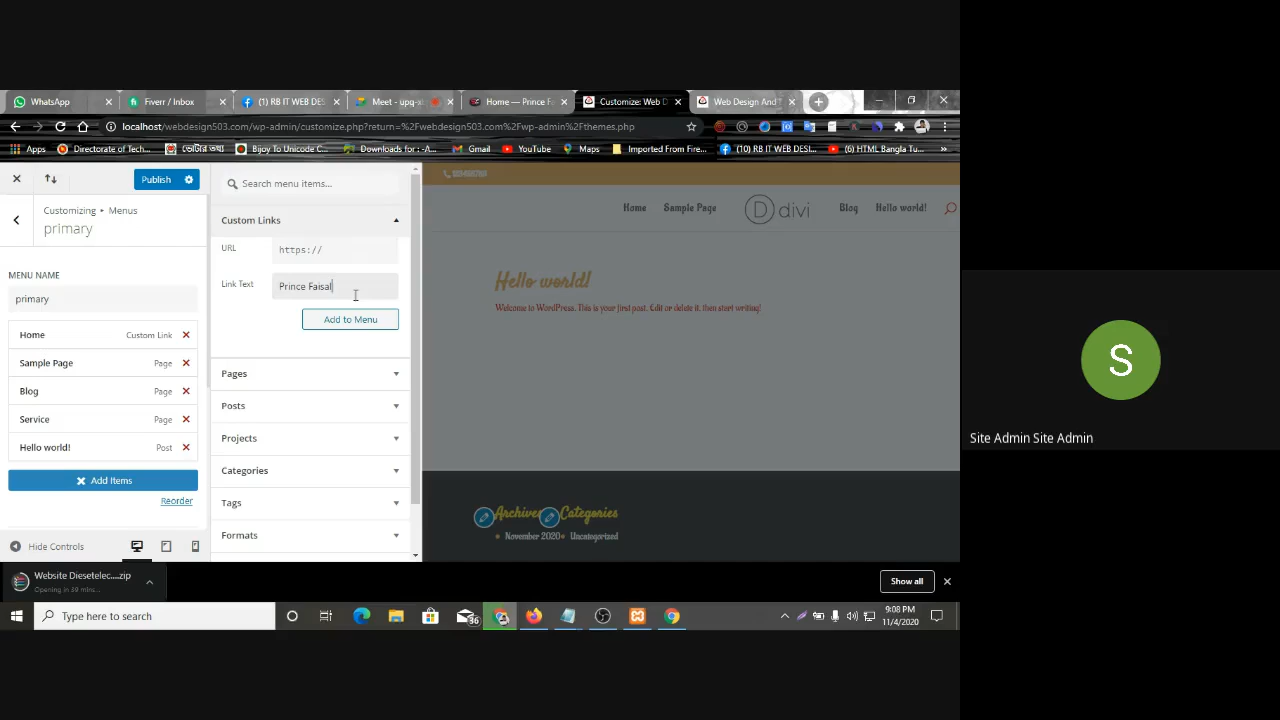 WhatsApp
Fiverr / Inbox
(1) RB IT WEB DES
Meet - upq-x
Home — Prince F
Customize: Web D
Web Design And T
localhost/webdesign503.com/wp-admin/customize.php?return=%2Fwebdesign503.com%2Fwp-admin%2Fthemes.php
Apps
Directorate of Tech...
Bijoy To Unicode C...
Downloads for : -A...
Gmail
YouTube
Maps
Imported From Fire...
(10) RB IT WEB DES...
(6) HTML Bangla Tu...
»
Publish
Customizing ▸ Menus
primary
MENU NAME
primary
Home Custom Link
Sample Page Page
Blog Page
Service Page
Hello world! Post
Add Items
Reorder
Hide Controls
Search menu items...
Custom Links
URL https://
Link Text Prince Faisal
Add to Menu
Pages
Posts
Projects
Categories
Tags
Formats
Home
Sample Page
D divi
Blog
Hello world!
Hello world!
Welcome to WordPress. This is your first post. Edit or delete it, then start writing!
Archives
Categories
November 2020
Uncategorized
Website Diesetelec....zip
Opening in 59 mins...
Show all
Type here to search
36
9:08 PM
11/4/2020
S
Site Admin Site Admin